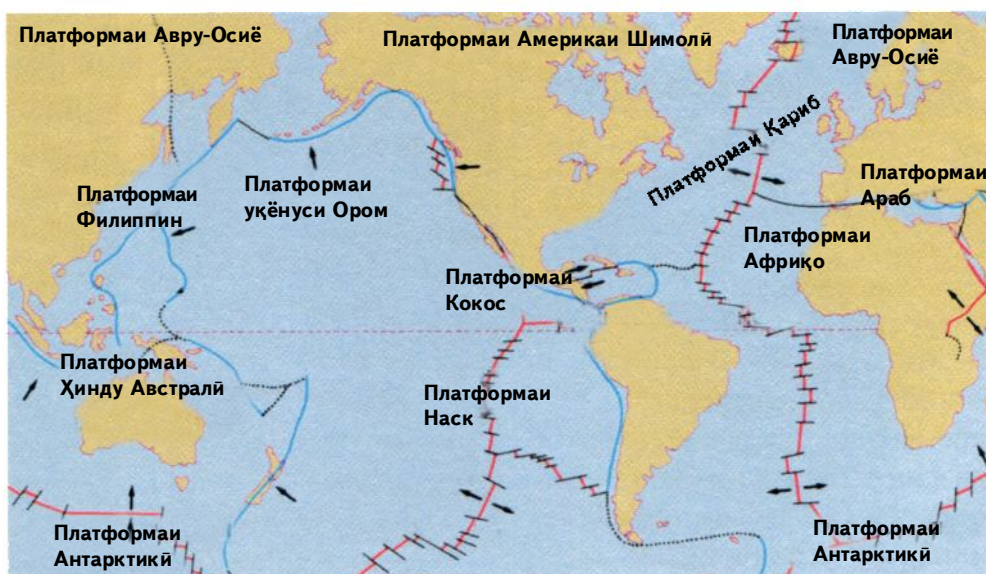 Платформаи Авру-Осиё
Платформаи Америкаи Шимолӣ
Платформаи
Авру-Осиё
Платформаи Қариб
Платформаи
Филиппин
Платформаи
уқёнуси Ором
Платформаи
Араб
Платформаи
Африқо
Платформаи
Кокос
Платформаи
Ҳинду Австралӣ
Платформаи
Наск
Платформаи
Антарктикӣ
Платформаи
Антарктикӣ